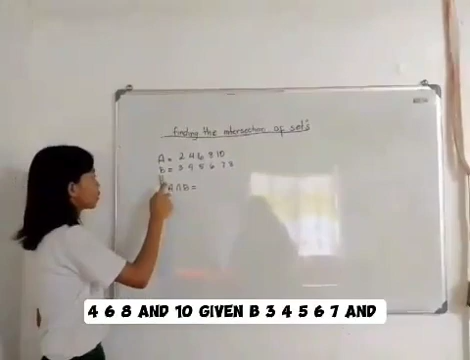 finding the intersection of set's
A = 2 4 6 8 10
B = 3 4 5 6 7 8
A ∩ B =
4 6 8 AND 10 GIVEN B 3 4 5 6 7 AND